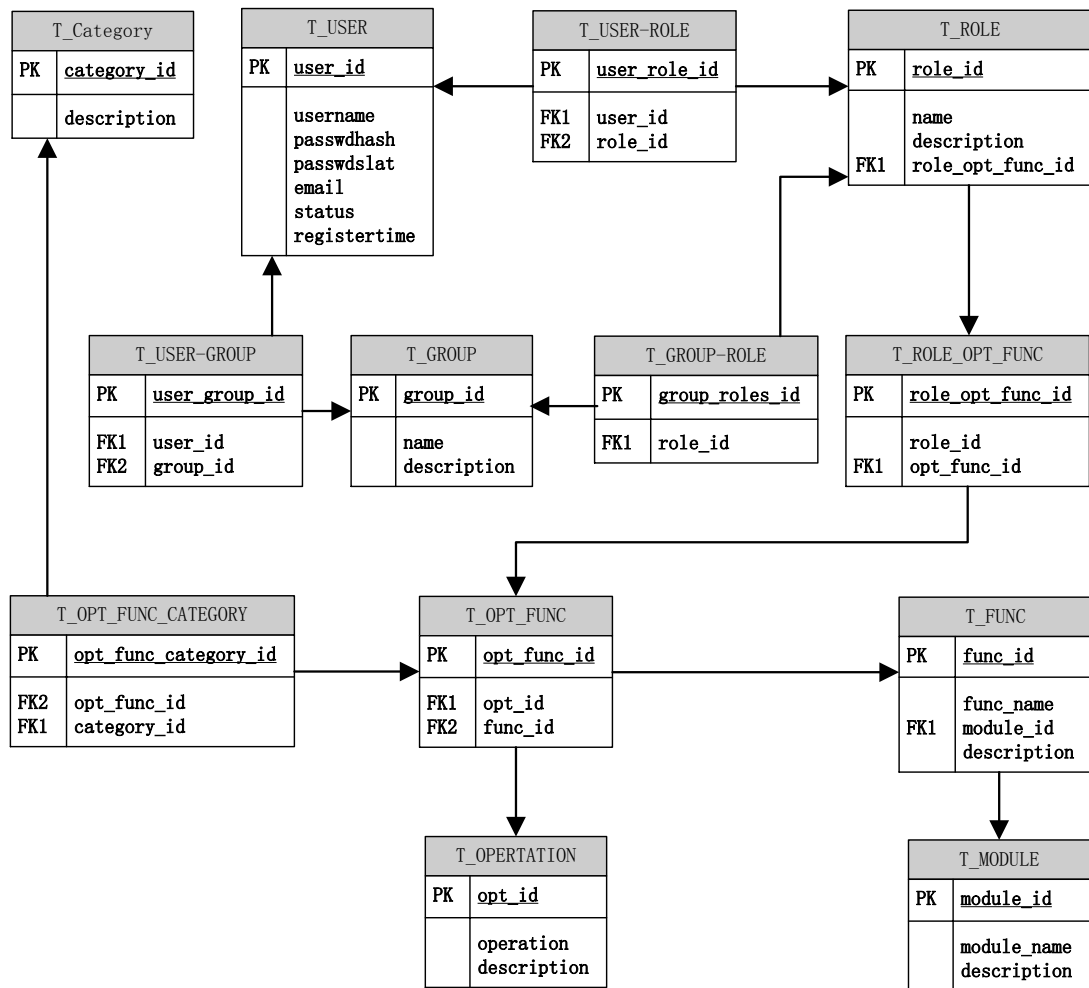 T_Category
PK category_id
description
T_USER
PK user_id
username
passwdhash
passwdslat
email
status
registertime
T_USER-ROLE
PK user_role_id
FK1 user_id
FK2 role_id
T_ROLE
PK role_id
name
description
FK1 role_opt_func_id
T_USER-GROUP
PK user_group_id
FK1 user_id
FK2 group_id
T_GROUP
PK group_id
name
description
T_GROUP-ROLE
PK group_roles_id
FK1 role_id
T_ROLE_OPT_FUNC
PK role_opt_func_id
role_id
FK1 opt_func_id
T_OPT_FUNC_CATEGORY
PK opt_func_category_id
FK2 opt_func_id
FK1 category_id
T_OPT_FUNC
PK opt_func_id
FK1 opt_id
FK2 func_id
T_FUNC
PK func_id
func_name
FK1 module_id
description
T_OPERTATION
PK opt_id
operation
description
T_MODULE
PK module_id
module_name
description